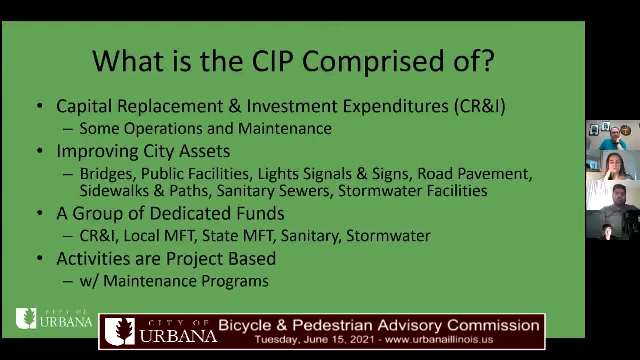 What is the CIP Comprised of?
• Capital Replacement & Investment Expenditures (CR&I)
– Some Operations and Maintenance
• Improving City Assets
– Bridges, Public Facilities, Lights Signals & Signs, Road Pavement,
Sidewalks & Paths, Sanitary Sewers, Stormwater Facilities
• A Group of Dedicated Funds
– CR&I, Local MFT, State MFT, Sanitary, Stormwater
• Activities are Project Based
– w/ Maintenance Programs
CITY OF
URBANA
CITY OF
URBANA
Bicycle & Pedestrian Advisory Commission
Tuesday, June 15, 2021 - www.urbanaillinois.us